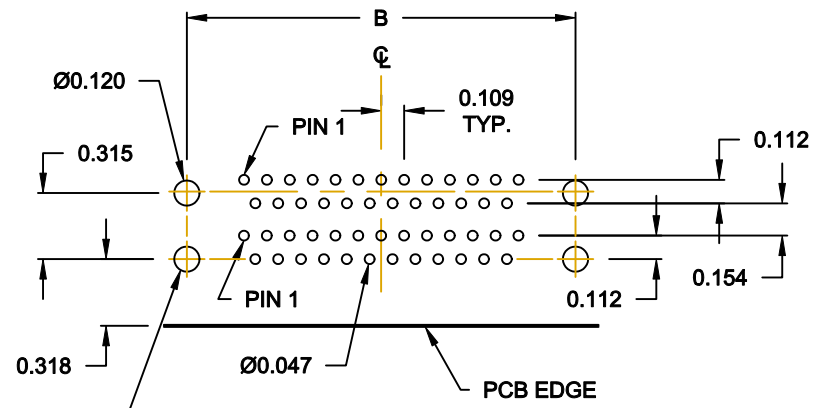 B
℄
Ø0.120
0.109
TYP.
PIN 1
0.315
0.112
0.154
PIN 1
0.112
0.318
Ø0.047
PCB EDGE